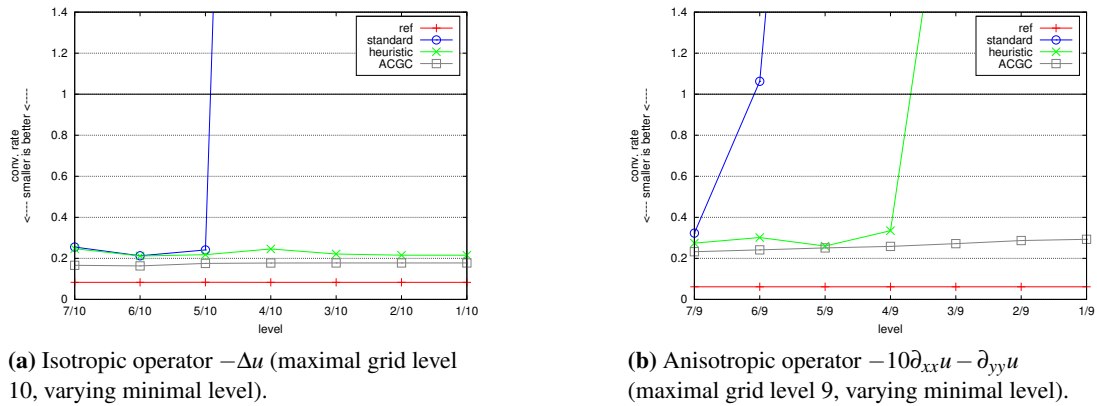 1.4
1.2
1
0.8
0.6
0.4
0.2
0
conv. rate
<---- smaller is better <----
ref
standard
heuristic
ACGC
7/10 6/10 5/10 4/10 3/10 2/10 1/10
level
(a) Isotropic operator −Δu (maximal grid level
10, varying minimal level).
1.4
1.2
1
0.8
0.6
0.4
0.2
0
conv. rate
<---- smaller is better <----
ref
standard
heuristic
ACGC
7/9 6/9 5/9 4/9 3/9 2/9 1/9
level
(b) Anisotropic operator −10∂xxu − ∂yyu
(maximal grid level 9, varying minimal level).